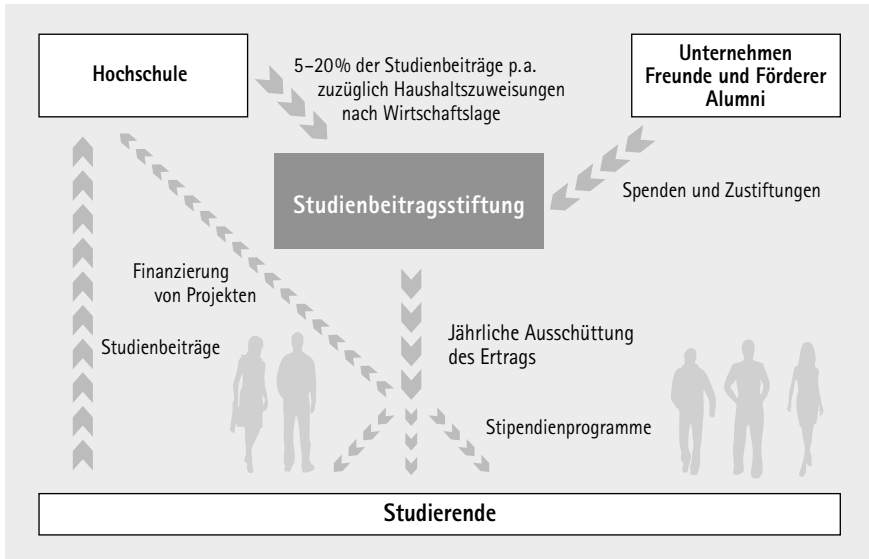 Hochschule
5–20% der Studienbeiträge p.a.
zuzüglich Haushaltszuweisungen
nach Wirtschaftslage
Unternehmen
Freunde und Förderer
Alumni
Studienbeitragsstiftung
Spenden und Zustiftungen
Finanzierung
von Projekten
Studienbeiträge
Jährliche Ausschüttung
des Ertrags
Stipendienprogramme
Studierende